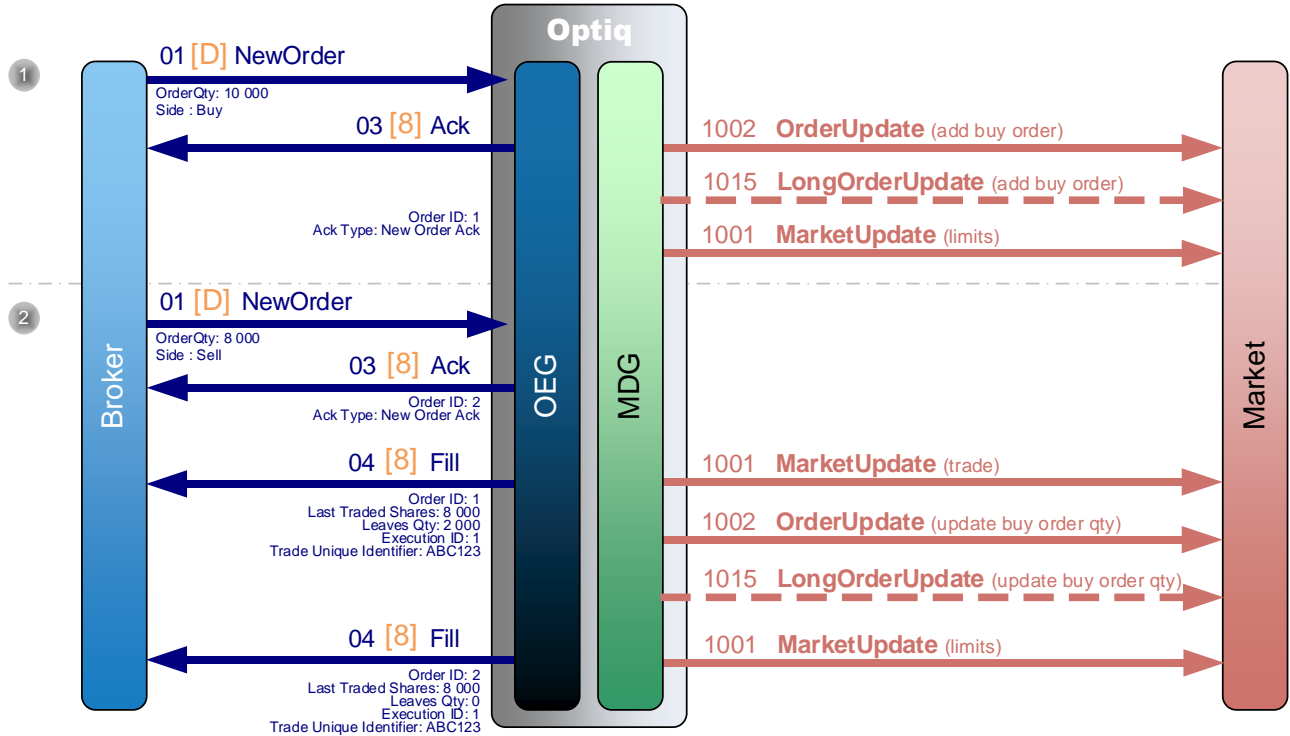 Optiq
1
01 [D] NewOrder
OrderQty: 10 000
Side : Buy
03 [8] Ack
1002 OrderUpdate (add buy order)
1015 LongOrderUpdate (add buy order)
Order ID: 1
Ack Type: New Order Ack
1001 MarketUpdate (limits)
2
01 [D] NewOrder
OrderQty: 8 000
Side : Sell
03 [8] Ack
Order ID: 2
Ack Type: New Order Ack
Broker
OEG
MDG
Market
04 [8] Fill
1001 MarketUpdate (trade)
Order ID: 1
Last Traded Shares: 8 000
Leaves Qty: 2 000
Execution ID: 1
Trade Unique Identifier: ABC123
1002 OrderUpdate (update buy order qty)
1015 LongOrderUpdate (update buy order qty)
04 [8] Fill
1001 MarketUpdate (limits)
Order ID: 2
Last Traded Shares: 8 000
Leaves Qty: 0
Execution ID: 1
Trade Unique Identifier: ABC123